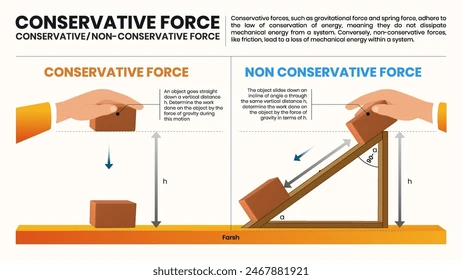 CONSERVATIVE FORCE
CONSERVATIVE/NON-CONSERVATIVE FORCE
Conservative forces, such as gravitational force and spring force, adhere to
the law of conservation of energy, meaning they do not dissipate
mechanical energy from a system. Conversely, non-conservative forces,
like friction, lead to a loss of mechanical energy within a system.
CONSERVATIVE FORCE
An object goes straight
down a vertical distance
h. Determine the work
done on the object by the
force of gravity during
this motion
h
NON CONSERVATIVE FORCE
The object slides down an
incline of angle α through
the same vertical distance h,
determine the work done on
the object by the force of
gravity in terms of h.
90-α
h
α
Farsh
shutterstock
IMAGE ID: 2467881921
www.shutterstock.com